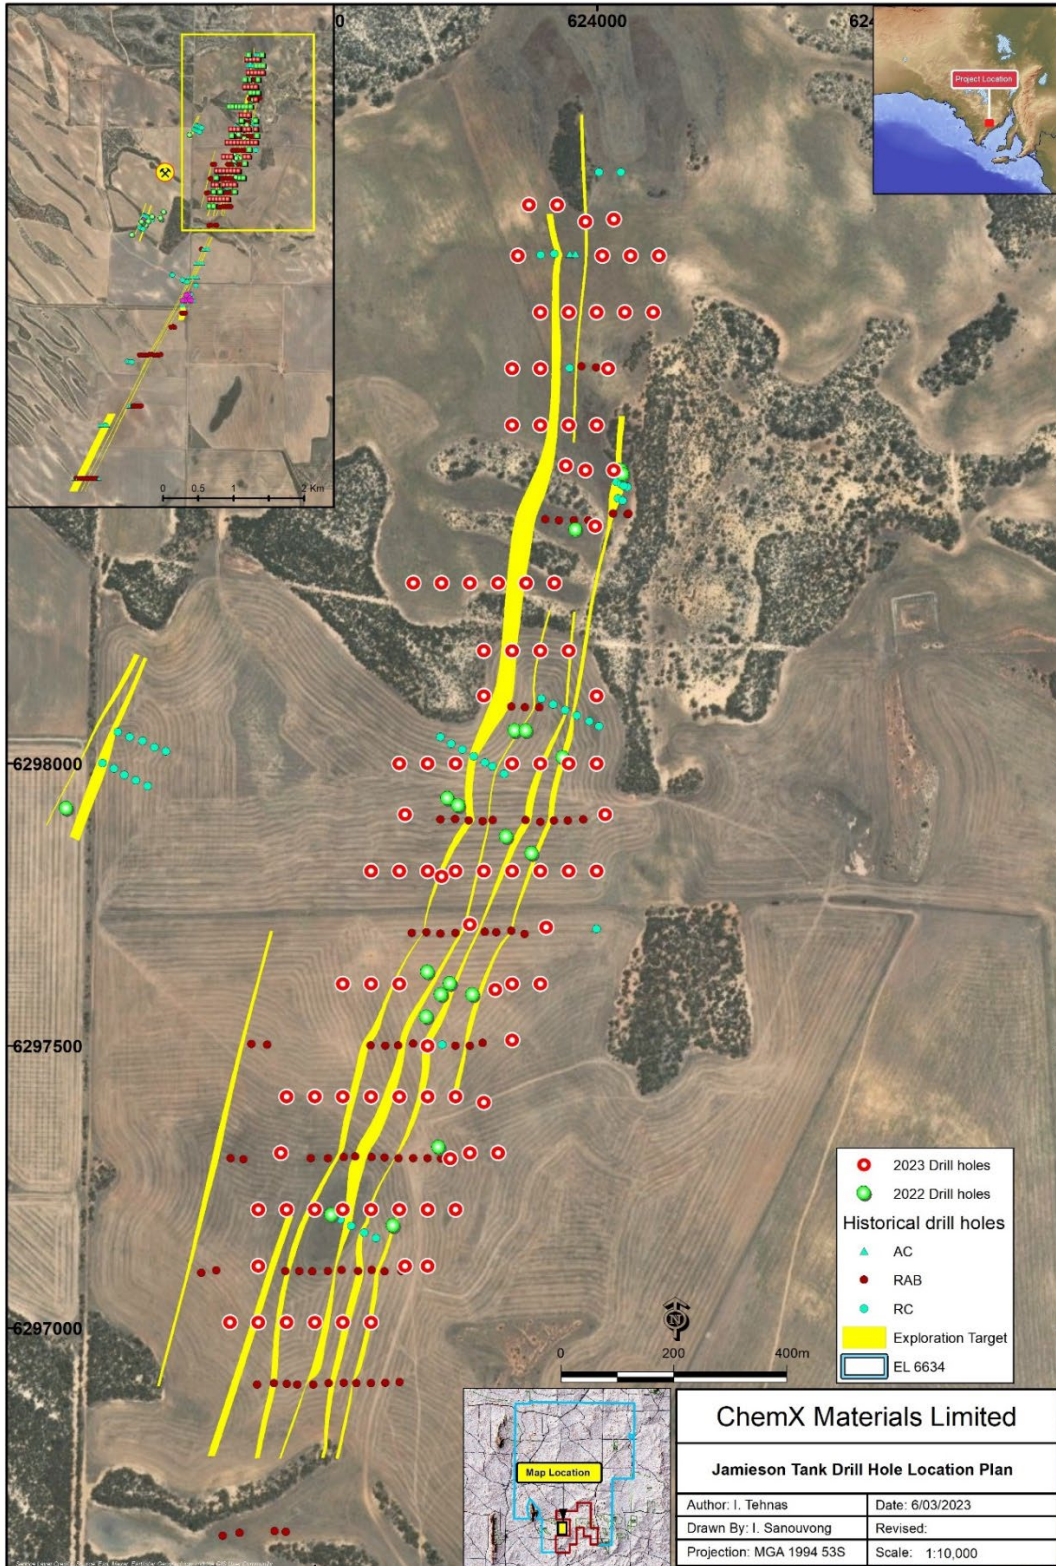 0
624000
624
Project Location
0 0.5 1 2 Km
6298000
6297500
6297000
2023 Drill holes
2022 Drill holes
Historical drill holes
AC
RAB
RC
Exploration Target
EL 6634
N
0 200 400m
Map Location
ChemX Materials Limited
Jamieson Tank Drill Hole Location Plan
Author: I. Tehnas
Date: 6/03/2023
Drawn By: I. Sanouvong
Revised:
Projection: MGA 1994 53S
Scale: 1:10,000